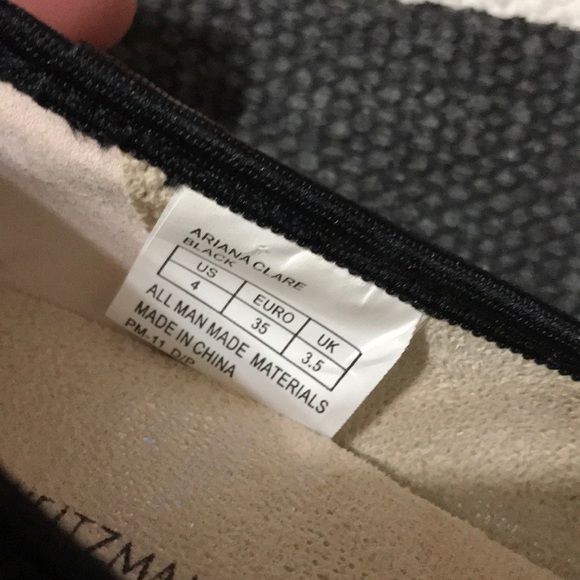 ARIANA CLARE
BLACK
US EURO UK
4 35 3.5
ALL MAN MADE MATERIALS
MADE IN CHINA
PM-11 D/P